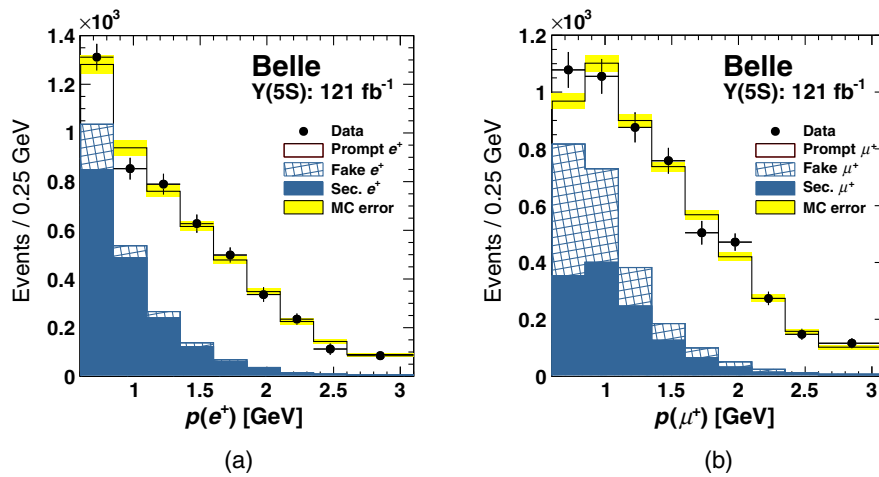 ×10³
Belle
Υ(5S): 121 fb⁻¹
Data
Prompt e⁺
Fake e⁺
Sec. e⁺
MC error
Events / 0.25 GeV
1.4
1.2
1
0.8
0.6
0.4
0.2
0
1 1.5 2 2.5 3
p(e⁺) [GeV]
(a)
×10³
Belle
Υ(5S): 121 fb⁻¹
Data
Prompt μ⁺
Fake μ⁺
Sec. μ⁺
MC error
Events / 0.25 GeV
1.2
1
0.8
0.6
0.4
0.2
0
1 1.5 2 2.5 3
p(μ⁺) [GeV]
(b)